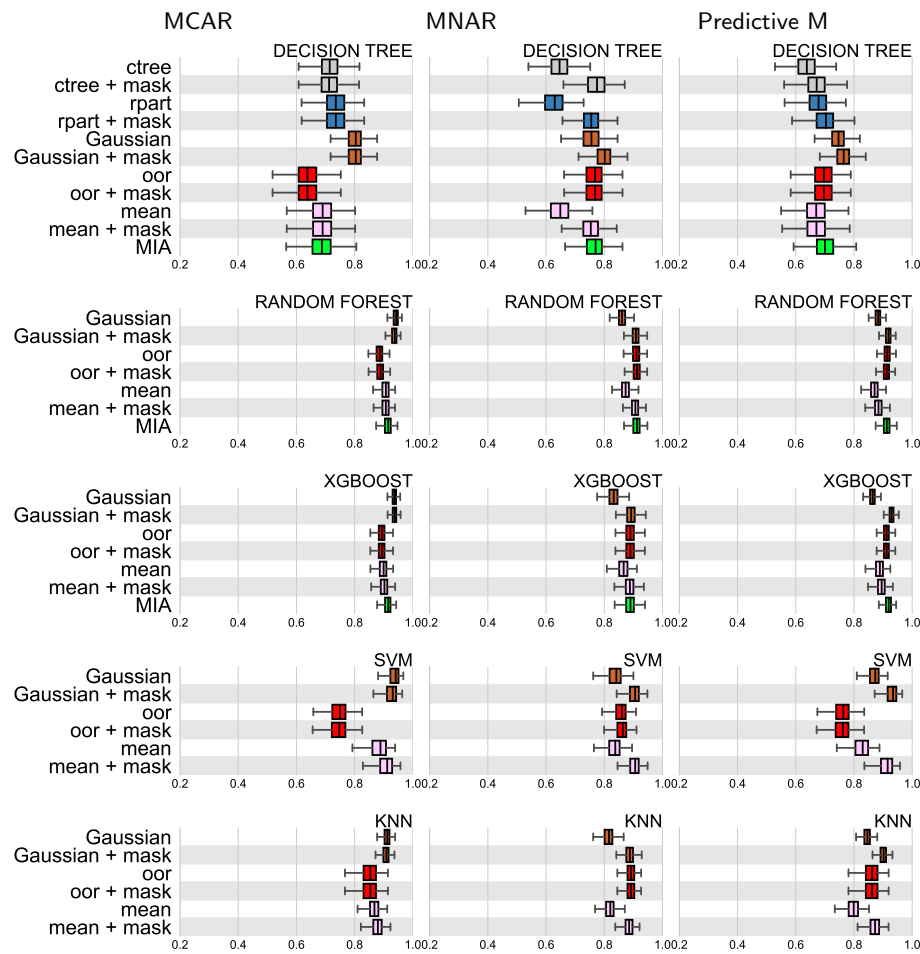 MCAR MNAR Predictive M
DECISION TREE DECISION TREE DECISION TREE
ctree
ctree + mask
rpart
rpart + mask
Gaussian
Gaussian + mask
oor
oor + mask
mean
mean + mask
MIA
0.2 0.4 0.6 0.8 1.0 0.2 0.4 0.6 0.8 1.0 0.2 0.4 0.6 0.8 1.0
RANDOM FOREST RANDOM FOREST RANDOM FOREST
Gaussian
Gaussian + mask
oor
oor + mask
mean
mean + mask
MIA
0.2 0.4 0.6 0.8 1.0 0.2 0.4 0.6 0.8 1.0 0.2 0.4 0.6 0.8 1.0
XGBOOST XGBOOST XGBOOST
Gaussian
Gaussian + mask
oor
oor + mask
mean
mean + mask
MIA
0.2 0.4 0.6 0.8 1.0 0.2 0.4 0.6 0.8 1.0 0.2 0.4 0.6 0.8 1.0
SVM SVM SVM
Gaussian
Gaussian + mask
oor
oor + mask
mean
mean + mask
0.2 0.4 0.6 0.8 1.0 0.2 0.4 0.6 0.8 1.0 0.2 0.4 0.6 0.8 1.0
KNN KNN KNN
Gaussian
Gaussian + mask
oor
oor + mask
mean
mean + mask
0.2 0.4 0.6 0.8 1.0 0.2 0.4 0.6 0.8 1.0 0.2 0.4 0.6 0.8 1.0